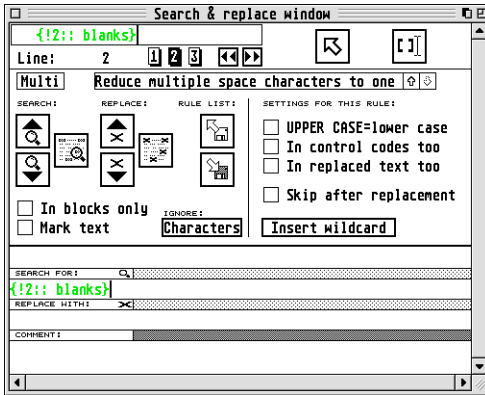 Search & replace window
{!2:: blanks}
Line: 2 1 2 3
Multi Reduce multiple space characters to one
SEARCH: REPLACE: RULE LIST: SETTINGS FOR THIS RULE:
UPPER CASE=lower case
In control codes too
In replaced text too
Skip after replacement
In blocks only
IGNORE:
Mark text Characters Insert wildcard
SEARCH FOR:
{!2:: blanks}
REPLACE WITH:
COMMENT: